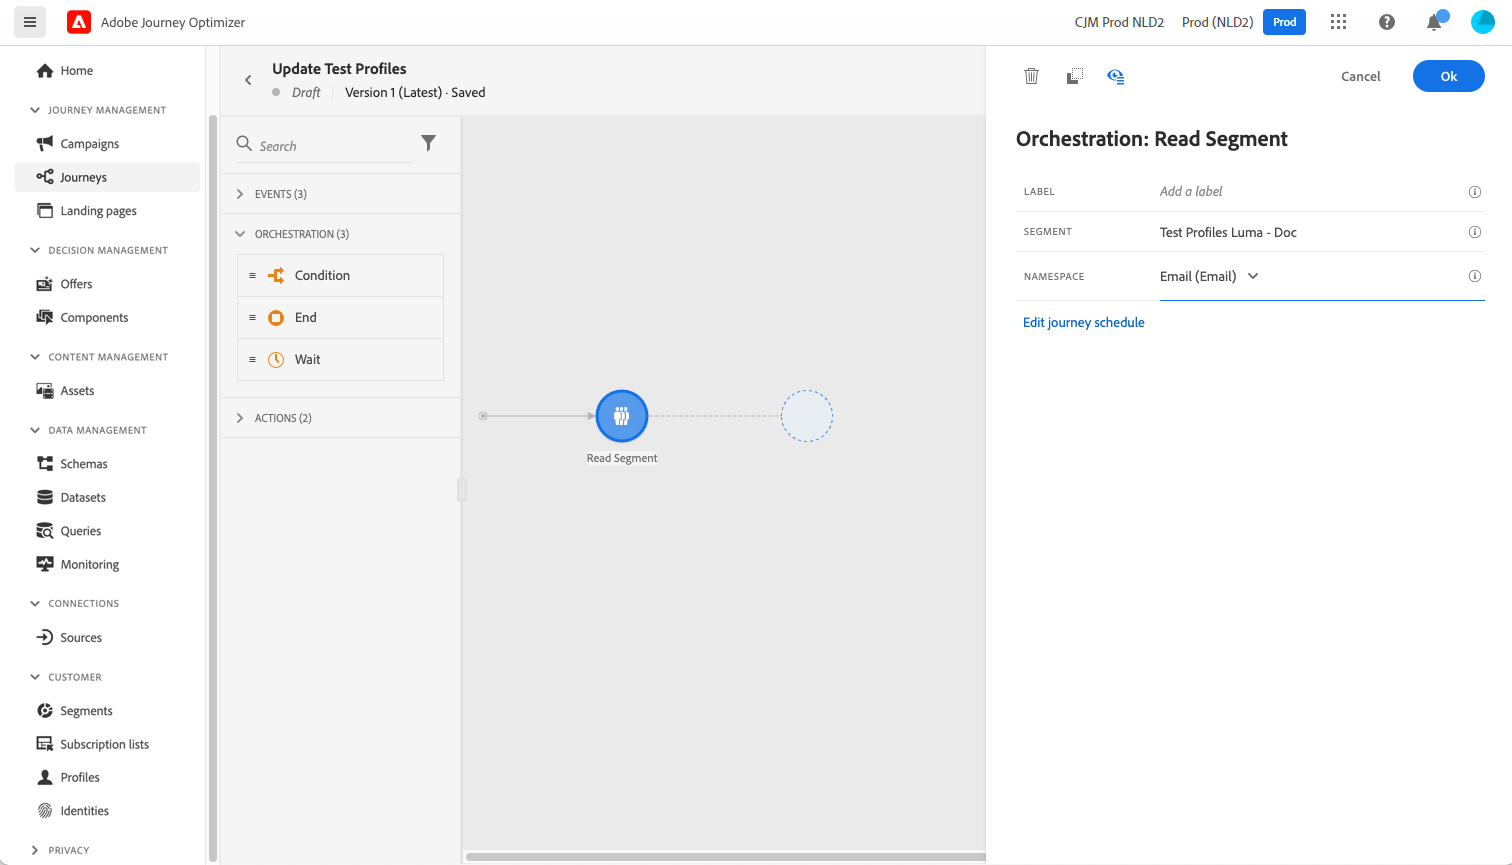 Adobe Journey Optimizer
CJM Prod NLD2
Prod (NLD2)
Prod
Home
JOURNEY MANAGEMENT
Campaigns
Journeys
Landing pages
DECISION MANAGEMENT
Offers
Components
CONTENT MANAGEMENT
Assets
DATA MANAGEMENT
Schemas
Datasets
Queries
Monitoring
CONNECTIONS
Sources
CUSTOMER
Segments
Subscription lists
Profiles
Identities
PRIVACY
Update Test Profiles
Draft
Version 1 (Latest) · Saved
Search
EVENTS (3)
ORCHESTRATION (3)
Condition
End
Wait
ACTIONS (2)
Read Segment
Cancel
Ok
Orchestration: Read Segment
LABEL
Add a label
SEGMENT
Test Profiles Luma - Doc
NAMESPACE
Email (Email)
Edit journey schedule